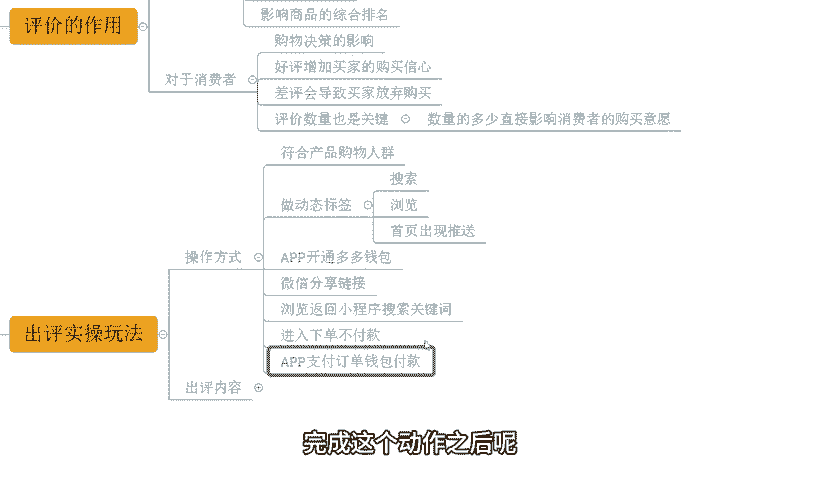 影响商品的综合排名
评价的作用
购物决策的影响
好评增加买家的购买信心
对于消费者
差评会导致买家放弃购买
评价数量也是关键
数量的多少直接影响消费者的购买意愿
符合产品购物人群
搜索
做动态标签
浏览
首页出现推送
操作方式
APP开通多多钱包
微信分享链接
浏览返回小程序搜索关键词
出评实操玩法
进入下单不付款
APP支付订单钱包付款
出评内容
完成这个动作之后呢